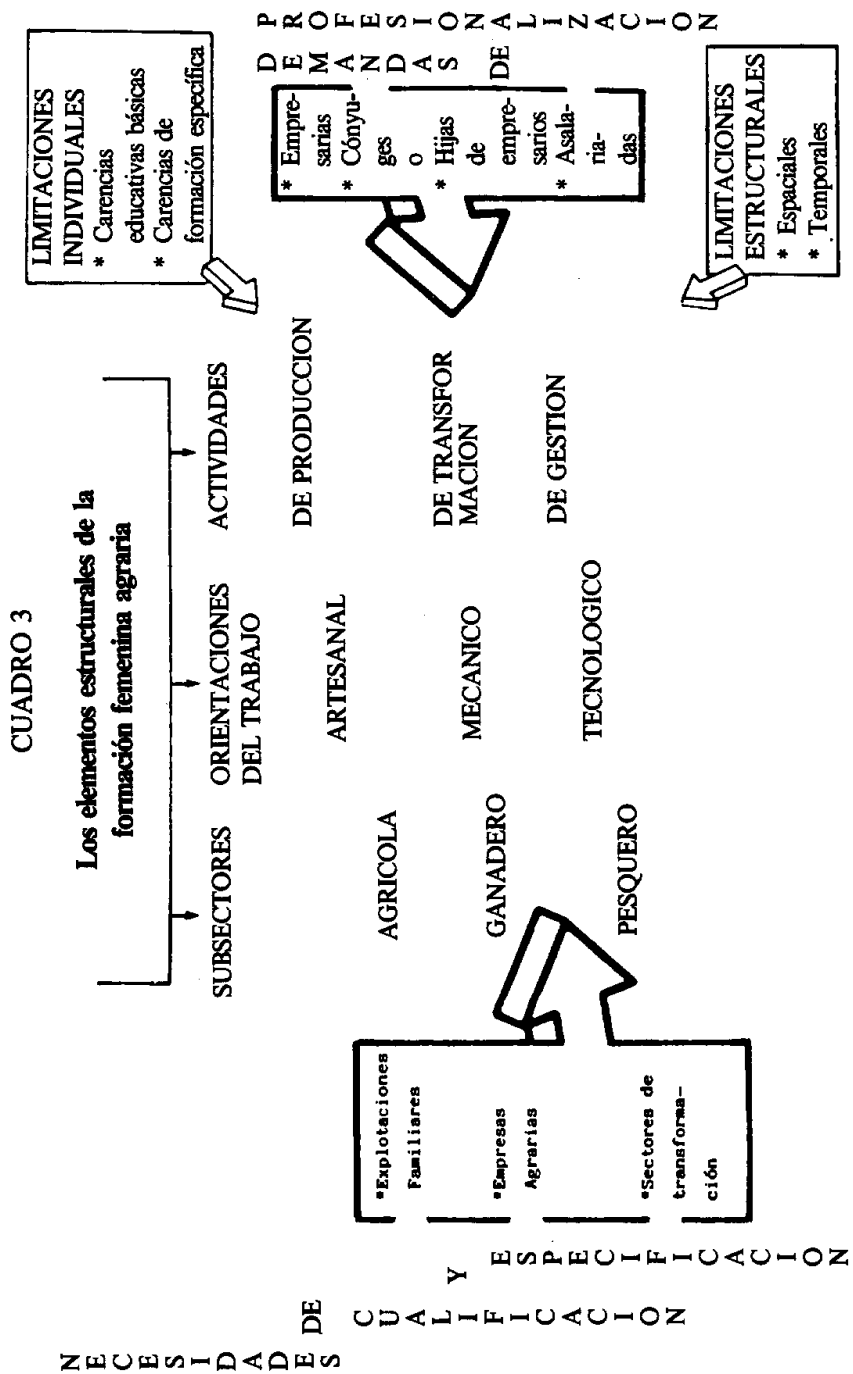 CUADRO 3
Los elementos estructurales de la
formación femenina agraria
SUBSECTORES
AGRICOLA
GANADERO
PESQUERO
ORIENTACIONES
DEL TRABAJO
ARTESANAL
MECANICO
TECNOLOGICO
ACTIVIDADES
DE PRODUCCION
DE TRANSFOR
MACION
DE GESTION
NECESIDADES
DE
CUALIFICACION
Y
ESPECIFICACION
*Explotaciones
Familiares
*Empresas
Agrarias
*Sectores de
transforma-
ción
LIMITACIONES
INDIVIDUALES
* Carencias
educativas básicas
* Carencias de
formación específica
* Empre-
sarias
* Cónyu-
ges
o
* Hijas
de
empre-
sarios
* Asala-
ria-
das
DEMANDAS
DE
PROFESIONALIZACION
LIMITACIONES
ESTRUCTURALES
* Espaciales
* Temporales